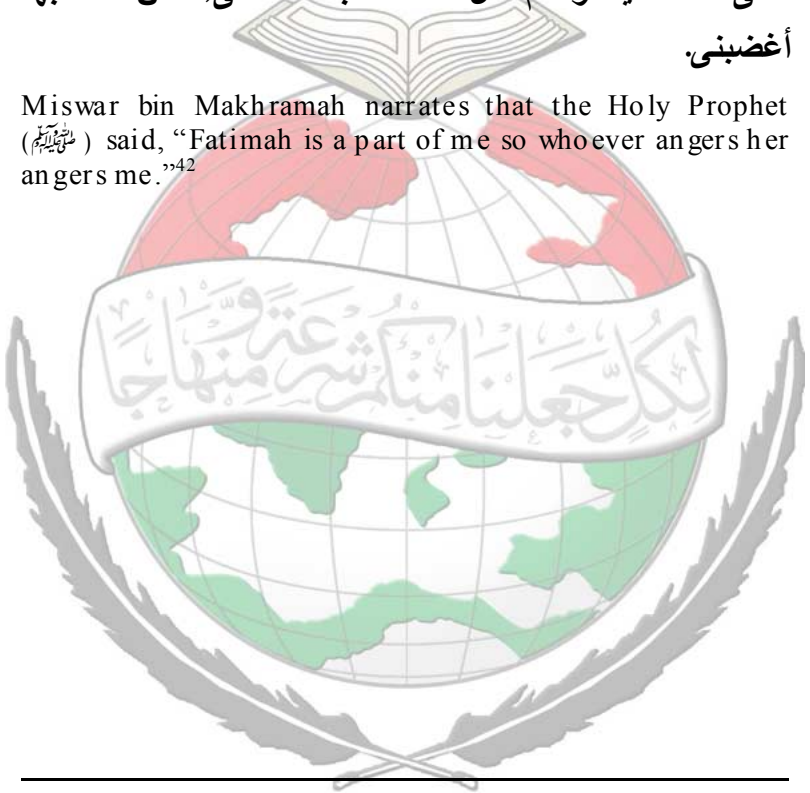 أغضبنى.
Miswar bin Makhramah narrates that the Holy Prophet
(ﷺ) said, “Fatimah is a part of me so whoever angers her
angers me.”42
لِكُلٍّ جَعَلْنَا مِنكُمْ شِرْعَةً وَّمِنْهَاجًا